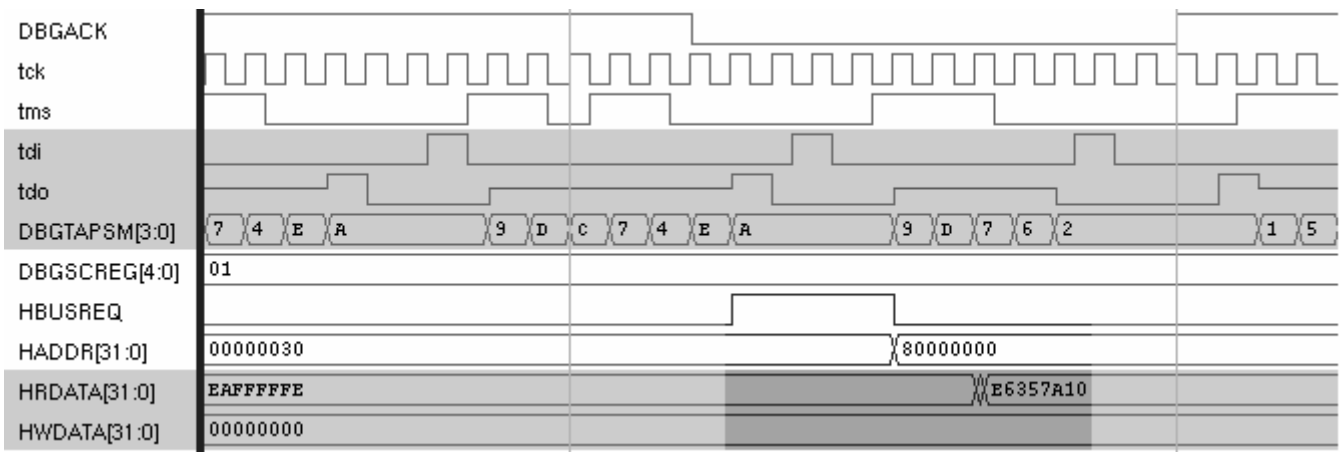 DBGACK
tck
tms
tdi
tdo
DBGTAPSM[3:0] 7 4 E A 9 D C 7 4 E A 9 D 7 6 2 1 5
DBGSCREG[4:0] 01
HBUSREQ
HADDR[31:0] 00000030 80000000
HRDATA[31:0] EAFFFFFE E6357A10
HWDATA[31:0] 00000000